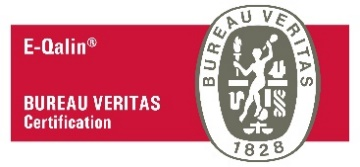 E-Qalin®
BUREAU VERITAS
Certification
BUREAU VERITAS
1828